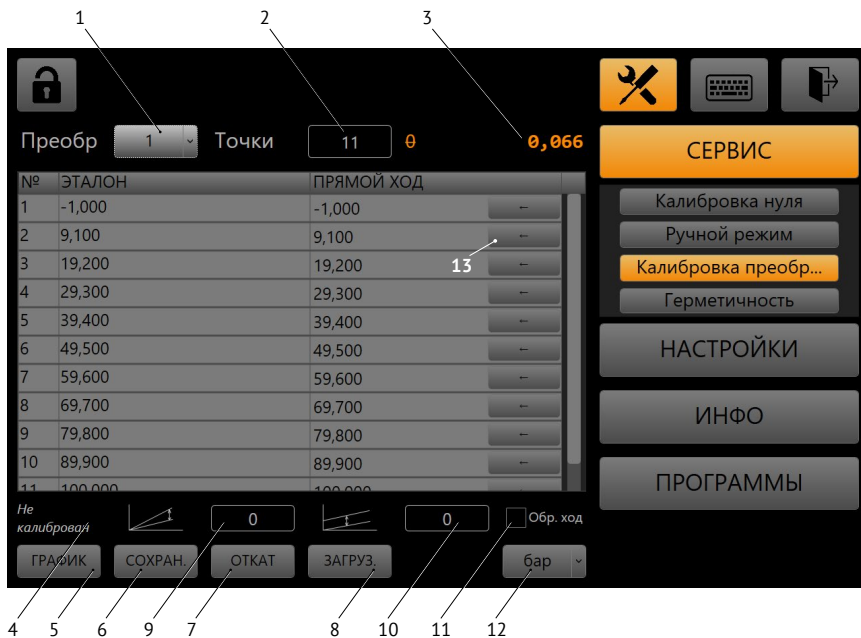 1 2 3
Преобр 1 Точки 11 0 0,066
№ ЭТАЛОН ПРЯМОЙ ХОД
1 -1,000 -1,000 ←
2 9,100 9,100 ←
13
3 19,200 19,200 ←
4 29,300 29,300 ←
5 39,400 39,400 ←
6 49,500 49,500 ←
7 59,600 59,600 ←
8 69,700 69,700 ←
9 79,800 79,800 ←
10 89,900 89,900 ←
11 100,000 100,000
Не
калиброван
0 0 Обр. ход
ГРАФИК СОХРАН. ОТКАТ ЗАГРУЗ. бар
СЕРВИС
Калибровка нуля
Ручной режим
Калибровка преобр...
Герметичность
НАСТРОЙКИ
ИНФО
ПРОГРАММЫ
4 5 6 9 7 8 10 11 12